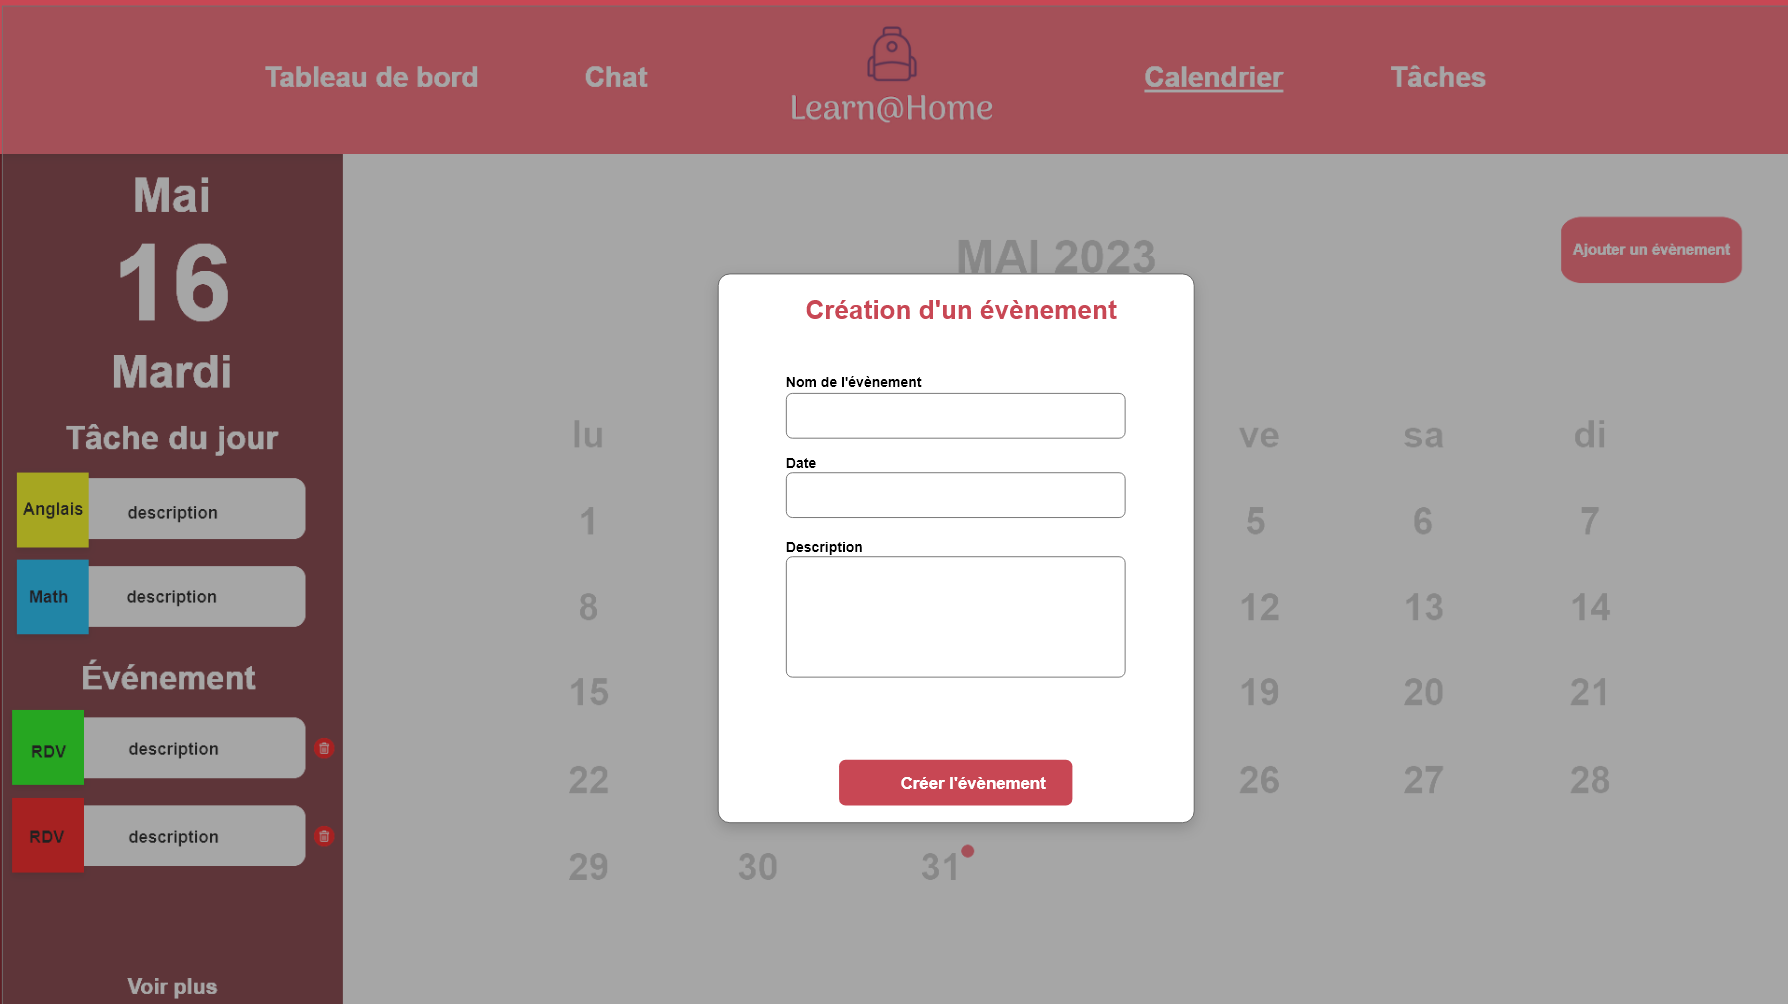 Tableau de bord
Chat
Learn@Home
Calendrier
Tâches
Mai
16
Mardi
Tâche du jour
Anglais
description
Math
description
Événement
RDV
description
RDV
description
Voir plus
MAI 2023
Ajouter un évènement
lu ve sa di
1 5 6 7
8 12 13 14
15 19 20 21
22 26 27 28
29 30 31
Création d'un évènement
Nom de l'évènement
Date
Description
Créer l'évènement